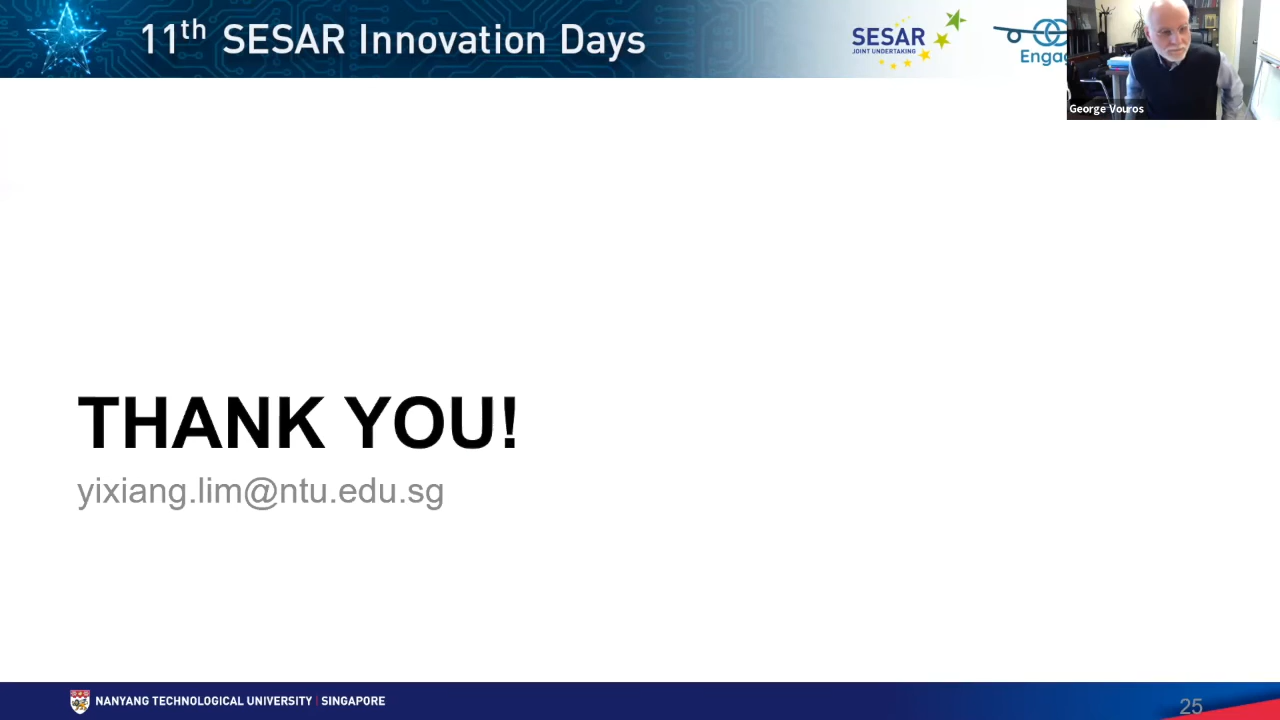 11th SESAR Innovation Days
SESAR
JOINT UNDERTAKING
Engag
George Vouros
THANK YOU!
yixiang.lim@ntu.edu.sg
NANYANG TECHNOLOGICAL UNIVERSITY | SINGAPORE
25